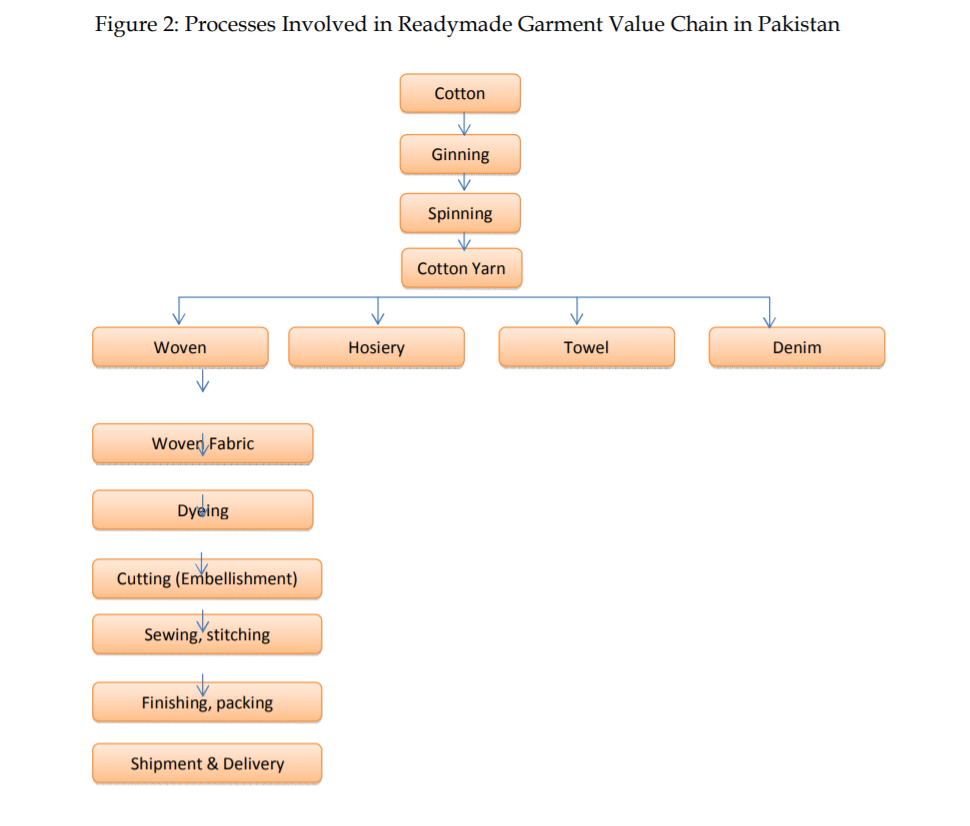 Figure 2: Processes Involved in Readymade Garment Value Chain in Pakistan
Cotton
Ginning
Spinning
Cotton Yarn
Woven
Hosiery
Towel
Denim
Woven Fabric
Dyeing
Cutting (Embellishment)
Sewing, stitching
Finishing, packing
Shipment & Delivery